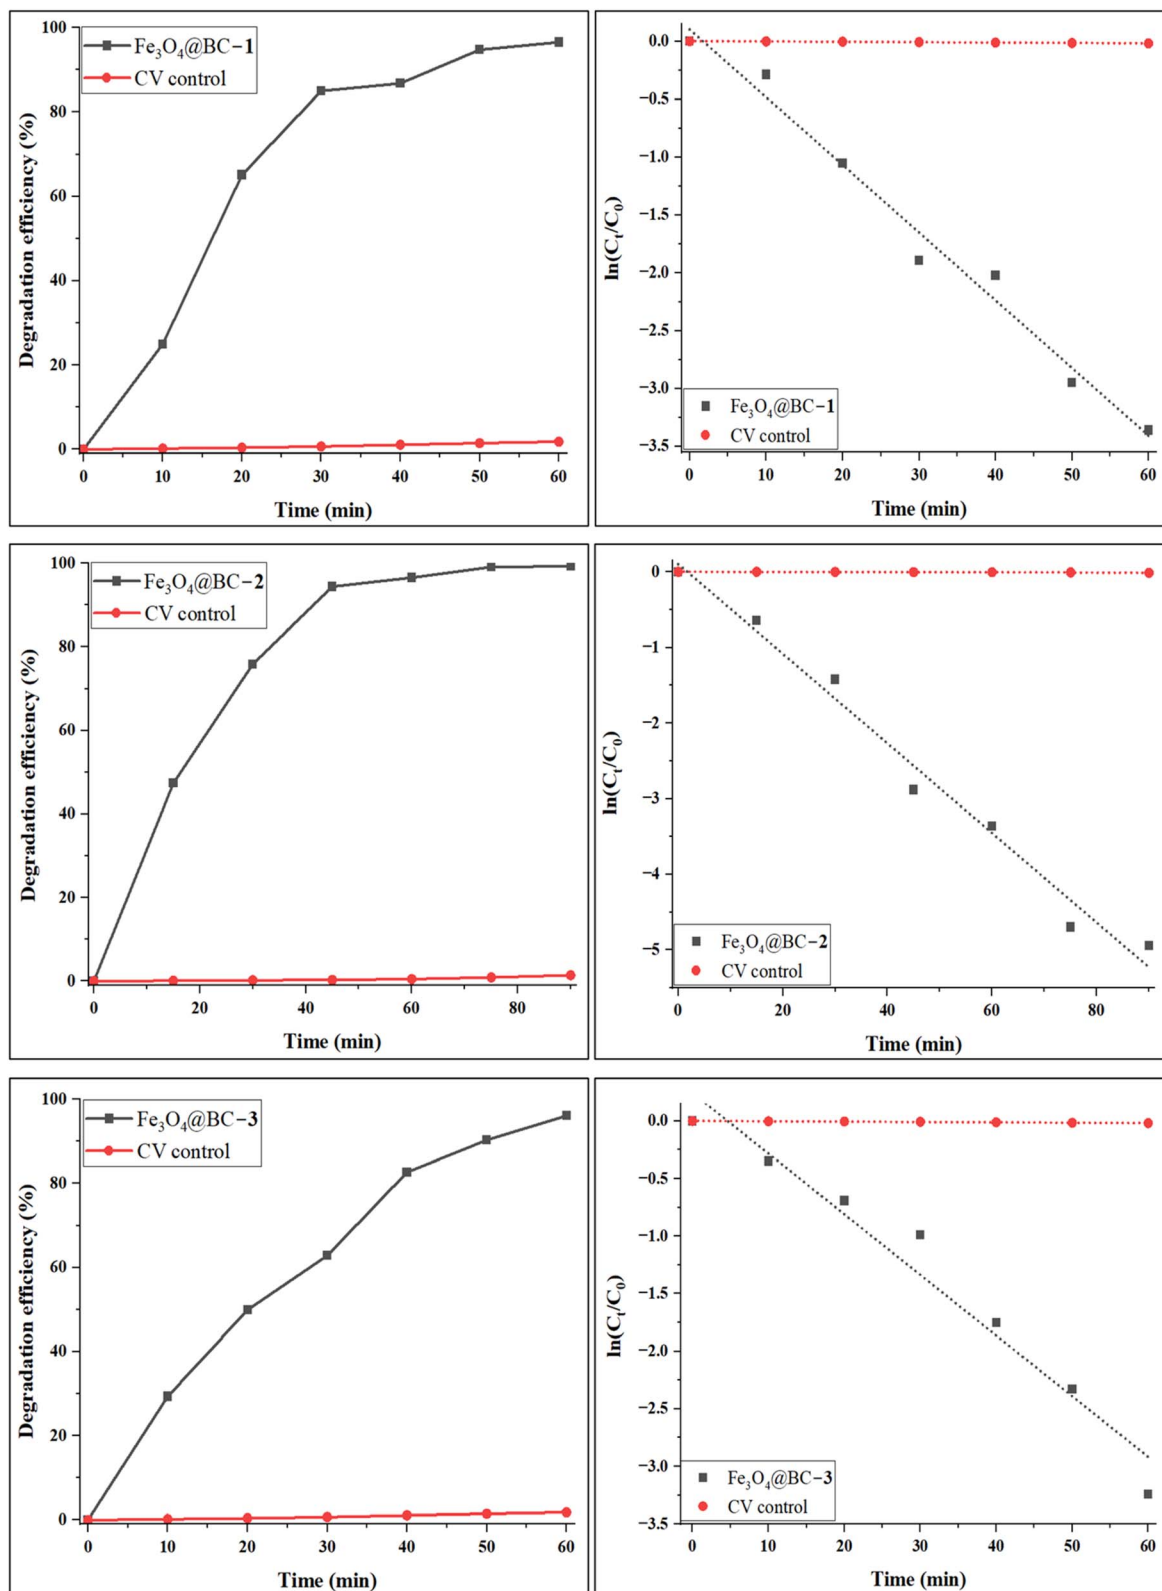 Fe₃O₄@BC−1
CV control
Degradation efficiency (%)
100
80
60
40
20
0
0 10 20 30 40 50 60
Time (min)
ln(Cₜ/C₀)
0.0
−0.5
−1.0
−1.5
−2.0
−2.5
−3.0
−3.5
Fe₃O₄@BC−1
CV control
0 10 20 30 40 50 60
Time (min)
Fe₃O₄@BC−2
CV control
Degradation efficiency (%)
100
80
60
40
20
0
0 20 40 60 80
Time (min)
ln(Cₜ/C₀)
0
−1
−2
−3
−4
−5
Fe₃O₄@BC−2
CV control
0 20 40 60 80
Time (min)
Fe₃O₄@BC−3
CV control
Degradation efficiency (%)
100
80
60
40
20
0
0 10 20 30 40 50 60
Time (min)
ln(Cₜ/C₀)
0.0
−0.5
−1.0
−1.5
−2.0
−2.5
−3.0
−3.5
Fe₃O₄@BC−3
CV control
0 10 20 30 40 50 60
Time (min)